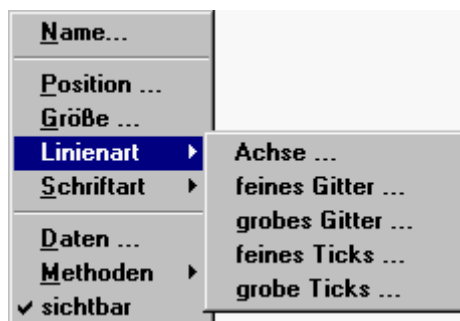 Name...
Position ...
Größe ...
Linienart
Schriftart
Daten ...
Methoden
sichtbar
Achse ...
feines Gitter ...
grobes Gitter ...
feines Ticks ...
grobe Ticks ...